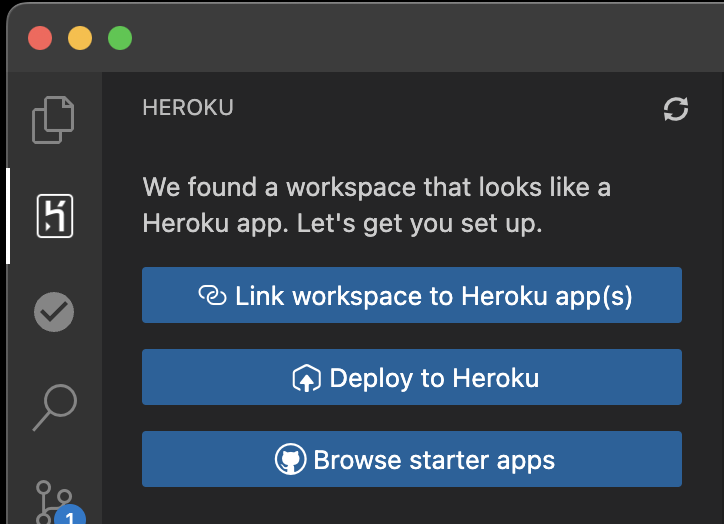 HEROKU
We found a workspace that looks like a
Heroku app. Let's get you set up.
Link workspace to Heroku app(s)
Deploy to Heroku
Browse starter apps
1